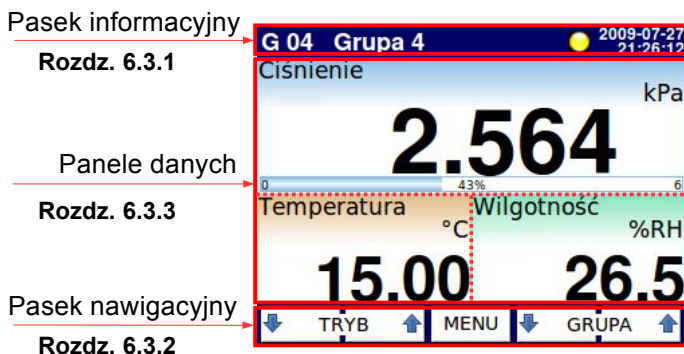 Pasek informacyjny
Rozdz. 6.3.1
Panele danych
Rozdz. 6.3.3
Pasek nawigacyjny
Rozdz. 6.3.2
G 04 Grupa 4
2009-07-27
21:26:12
Ciśnienie
kPa
2.564
0 43% 6
Temperatura
°C
15.00
Wilgotność
%RH
26.5
TRYB MENU GRUPA